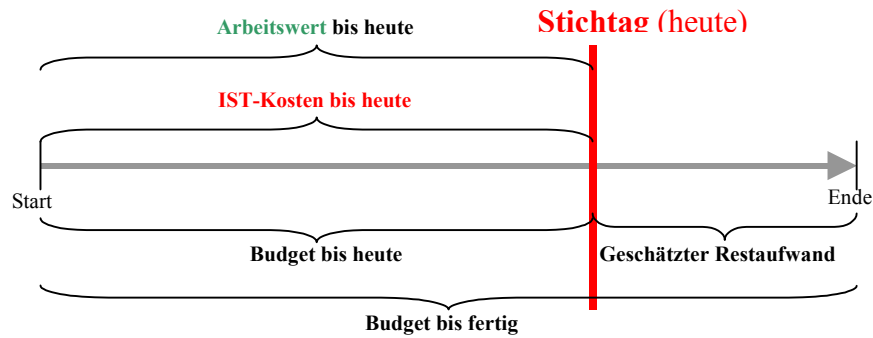 Stichtag (heute)
Arbeitswert bis heute
IST-Kosten bis heute
Start
Ende
Budget bis heute
Geschätzter Restaufwand
Budget bis fertig